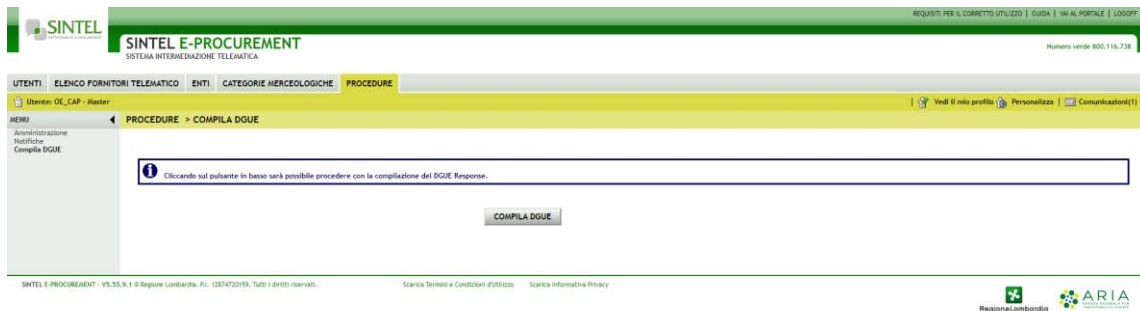 REQUISITI PER IL CORRETTO UTILIZZO | GUIDA | VAI AL PORTALE | LOGOFF
SINTEL
SINTEL E-PROCUREMENT
SISTEMA INTERMEDIAZIONE TELEMATICA
Numero verde 800.116.738
UTENTI ELENCO FORNITORI TELEMATICO ENTI CATEGORIE MERCEOLOGICHE PROCEDURE
Utente: OE_CAP - Master | Vedi il mio profilo Personalizza | Comunicazioni(1)
MENU PROCEDURE > COMPILA DGUE
Amministrazione
Notifiche
Compila DGUE
Cliccando sul pulsante in basso sarà possibile procedere con la compilazione del DGUE Response.
COMPILA DGUE
SINTEL E-PROCUREMENT - V5.55.9.1 © Regione Lombardia. P.I. 12874720159. Tutti i diritti riservati. Scarica Termini e Condizioni d'Utilizzo Scarica Informativa Privacy
RegioneLombardia
ARIA